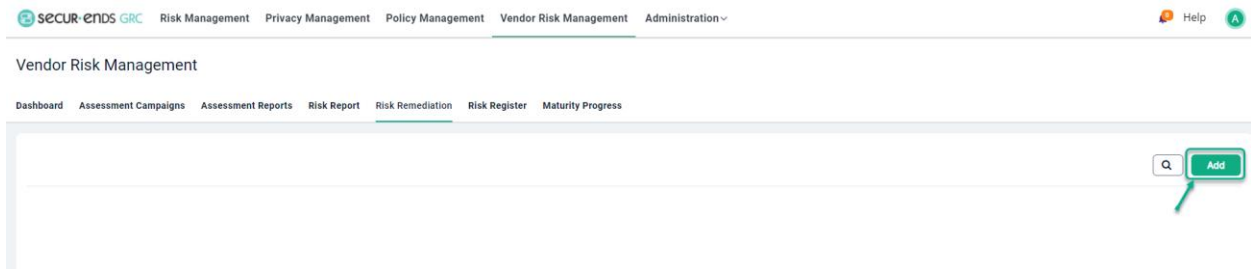 SECUR-ENDS GRC Risk Management Privacy Management Policy Management Vendor Risk Management Administration Help A
Vendor Risk Management
Dashboard Assessment Campaigns Assessment Reports Risk Report Risk Remediation Risk Register Maturity Progress
Add